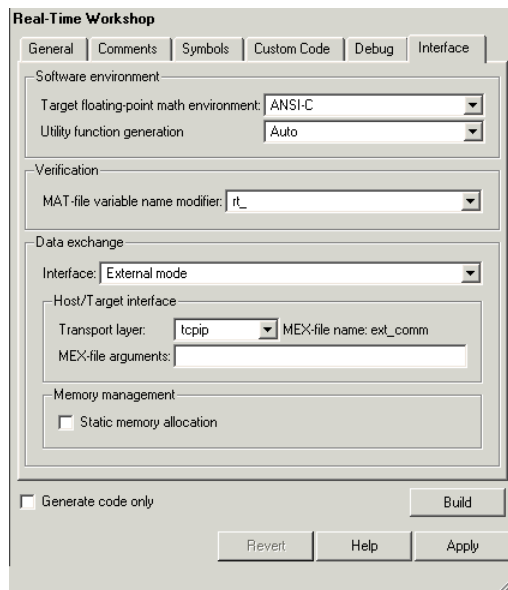 Real-Time Workshop
General Comments Symbols Custom Code Debug Interface
Software environment
Target floating-point math environment: ANSI-C
Utility function generation Auto
Verification
MAT-file variable name modifier: rt_
Data exchange
Interface: External mode
Host/Target interface
Transport layer: tcpip MEX-file name: ext_comm
MEX-file arguments:
Memory management
Static memory allocation
Generate code only Build
Revert Help Apply